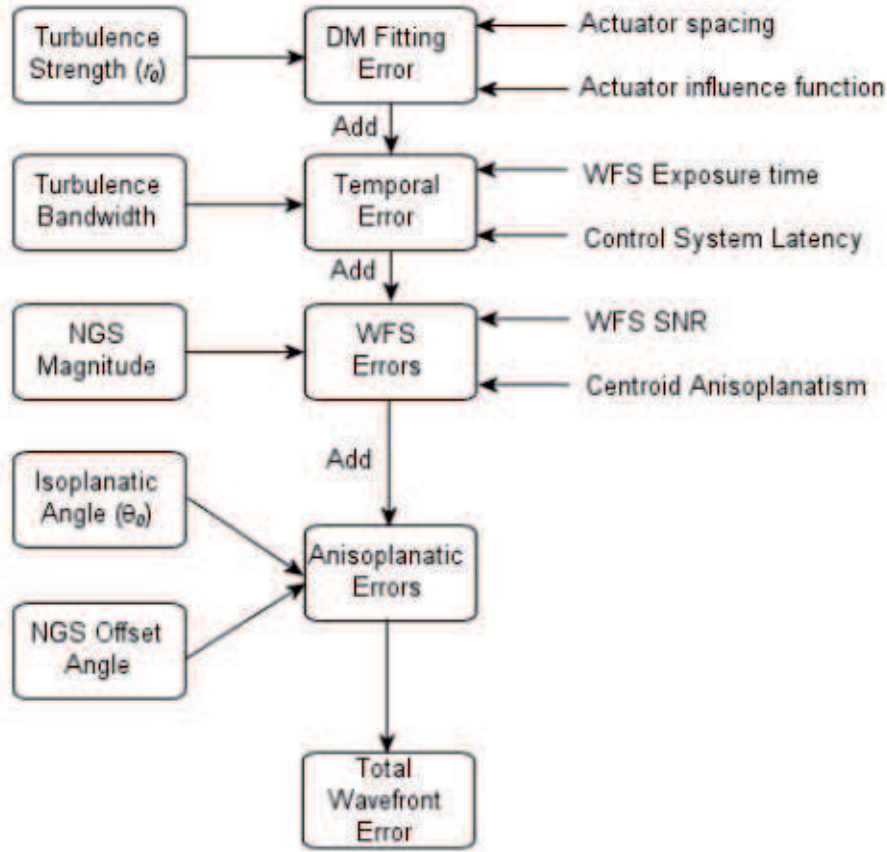 Turbulence
Strength (r₀)
DM Fitting
Error
Actuator spacing
Actuator influence function
Add
Turbulence
Bandwidth
Temporal
Error
WFS Exposure time
Control System Latency
Add
NGS
Magnitude
WFS
Errors
WFS SNR
Centroid Anisoplanatism
Add
Isoplanatic
Angle (θ₀)
Anisoplanatic
Errors
NGS Offset
Angle
Total
Wavefront
Error